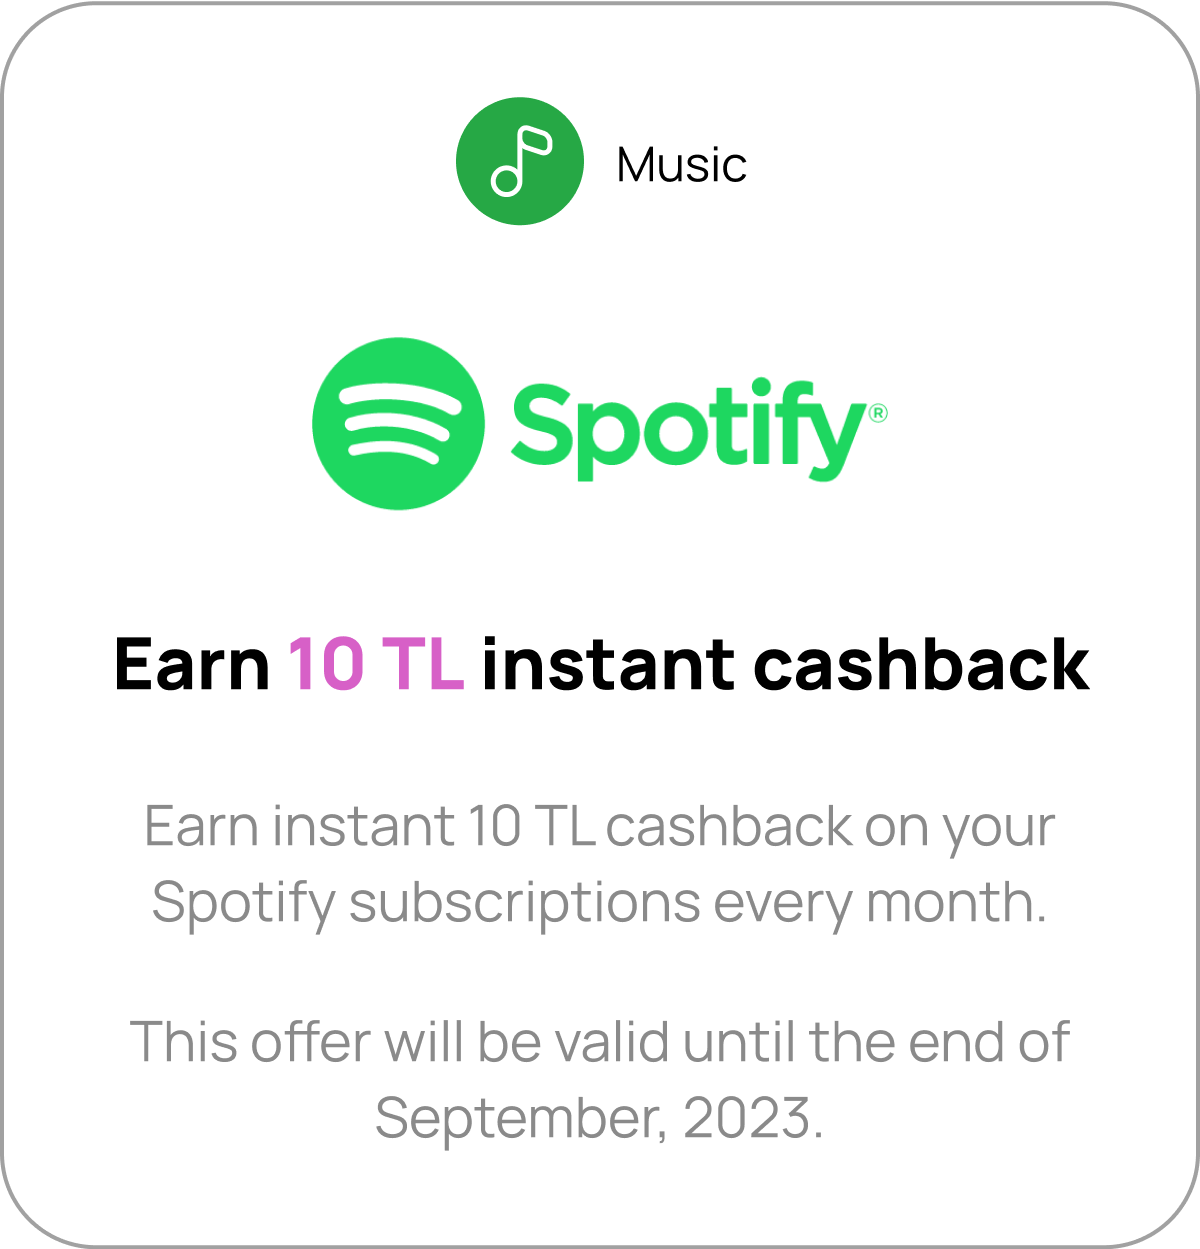 Music
Spotify®
Earn 10 TL instant cashback
Earn instant 10 TL cashback on your
Spotify subscriptions every month.
This offer will be valid until the end of
September, 2023.